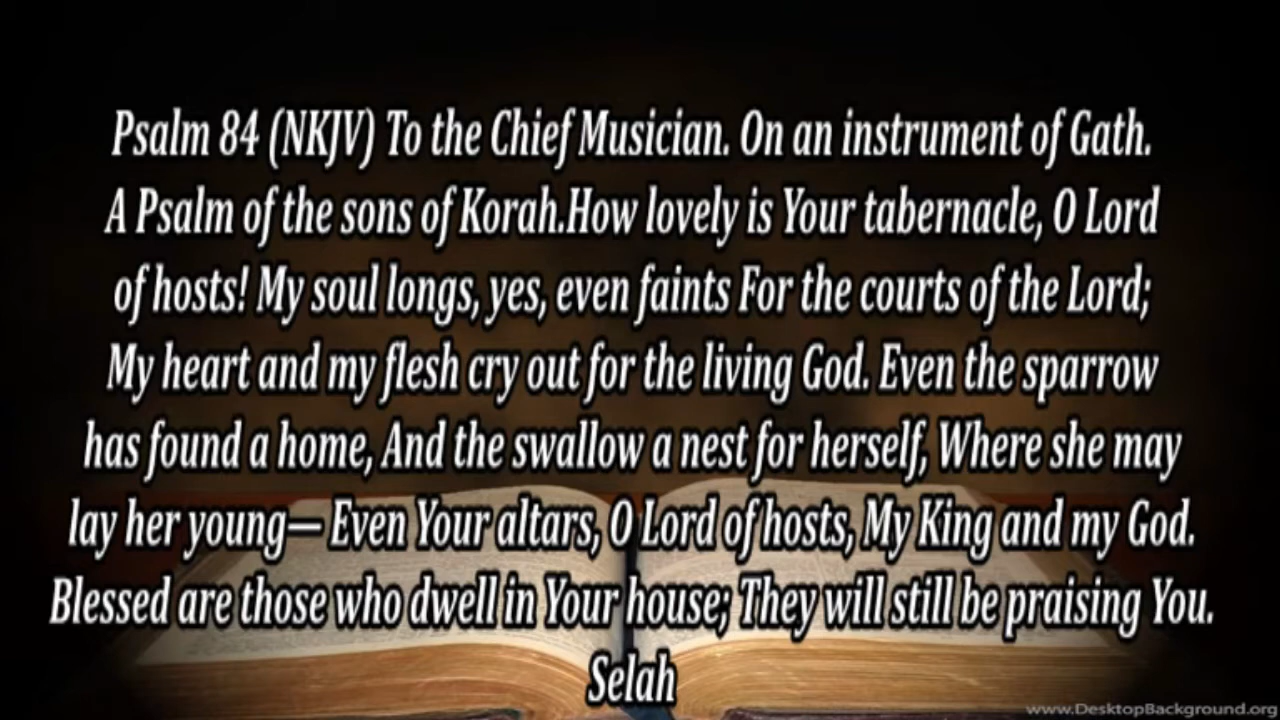 Psalm 84 (NKJV) To the Chief Musician. On an instrument of Gath.
A Psalm of the sons of Korah.How lovely is Your tabernacle, O Lord
of hosts! My soul longs, yes, even faints For the courts of the Lord;
My heart and my flesh cry out for the living God. Even the sparrow
has found a home, And the swallow a nest for herself, Where she may
lay her young— Even Your altars, O Lord of hosts, My King and my God.
Blessed are those who dwell in Your house; They will still be praising You.
Selah
www.DesktopBackground.org